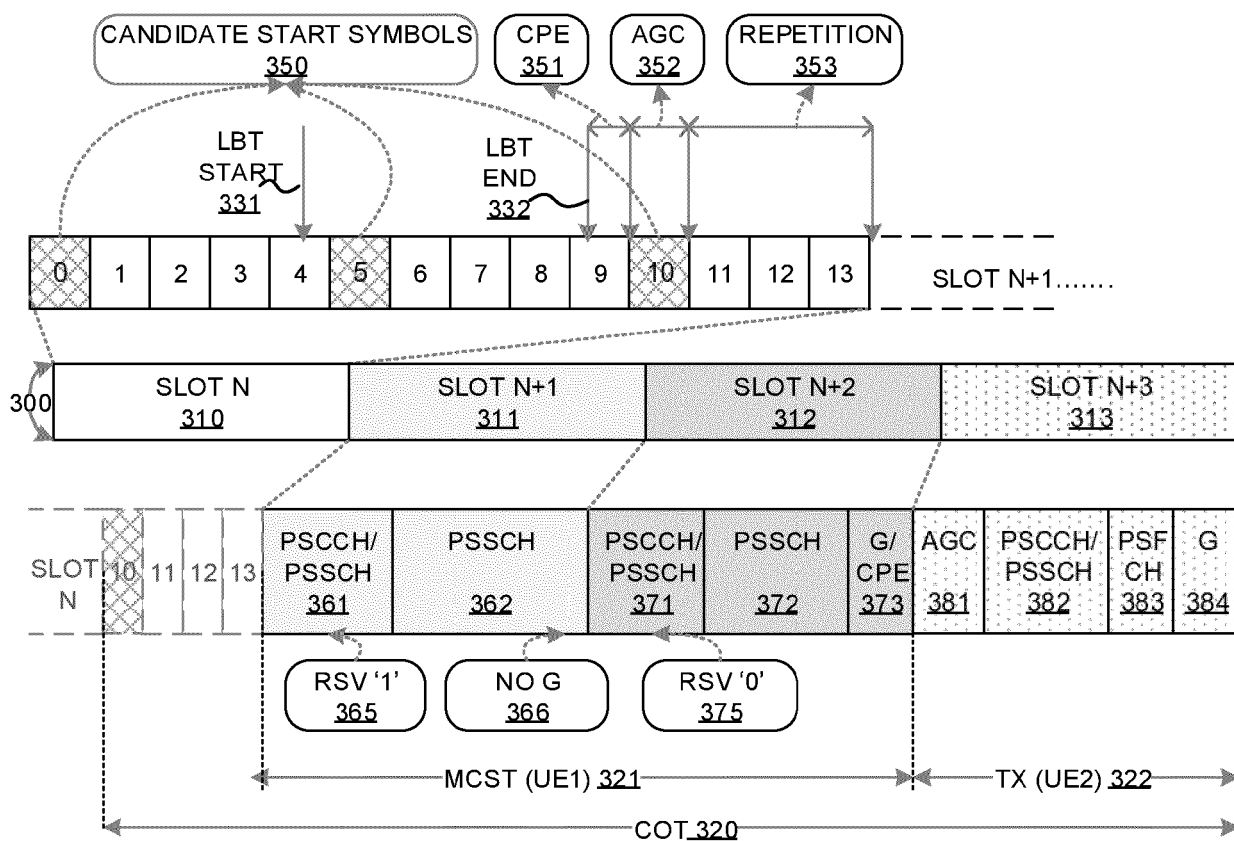 CANDIDATE START SYMBOLS
350
CPE
351
AGC
352
REPETITION
353
LBT
START
331
LBT
END
332
0 1 2 3 4 5 6 7 8 9 10 11 12 13 SLOT N+1.......
300
SLOT N
310
SLOT N+1
311
SLOT N+2
312
SLOT N+3
313
SLOT
N
10 11 12 13
PSCCH/
PSSCH
361
PSSCH
362
PSCCH/
PSSCH
371
PSSCH
372
G/
CPE
373
AGC
381
PSCCH/
PSSCH
382
PSF
CH
383
G
384
RSV '1'
365
NO G
366
RSV '0'
375
MCST (UE1) 321
TX (UE2) 322
COT 320